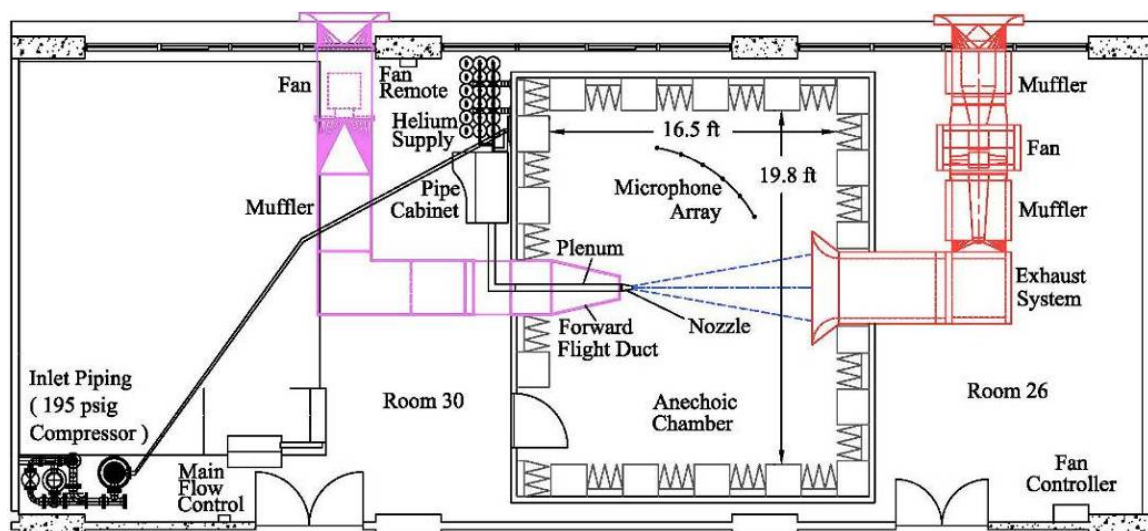 Fan
Fan
Remote
Helium
Supply
Muffler
Pipe
Cabinet
16.5 ft
19.8 ft
Microphone
Array
Plenum
Nozzle
Forward
Flight Duct
Muffler
Fan
Muffler
Exhaust
System
Inlet Piping
( 195 psig
Compressor )
Room 30
Anechoic
Chamber
Room 26
Main
Flow
Control
Fan
Controller